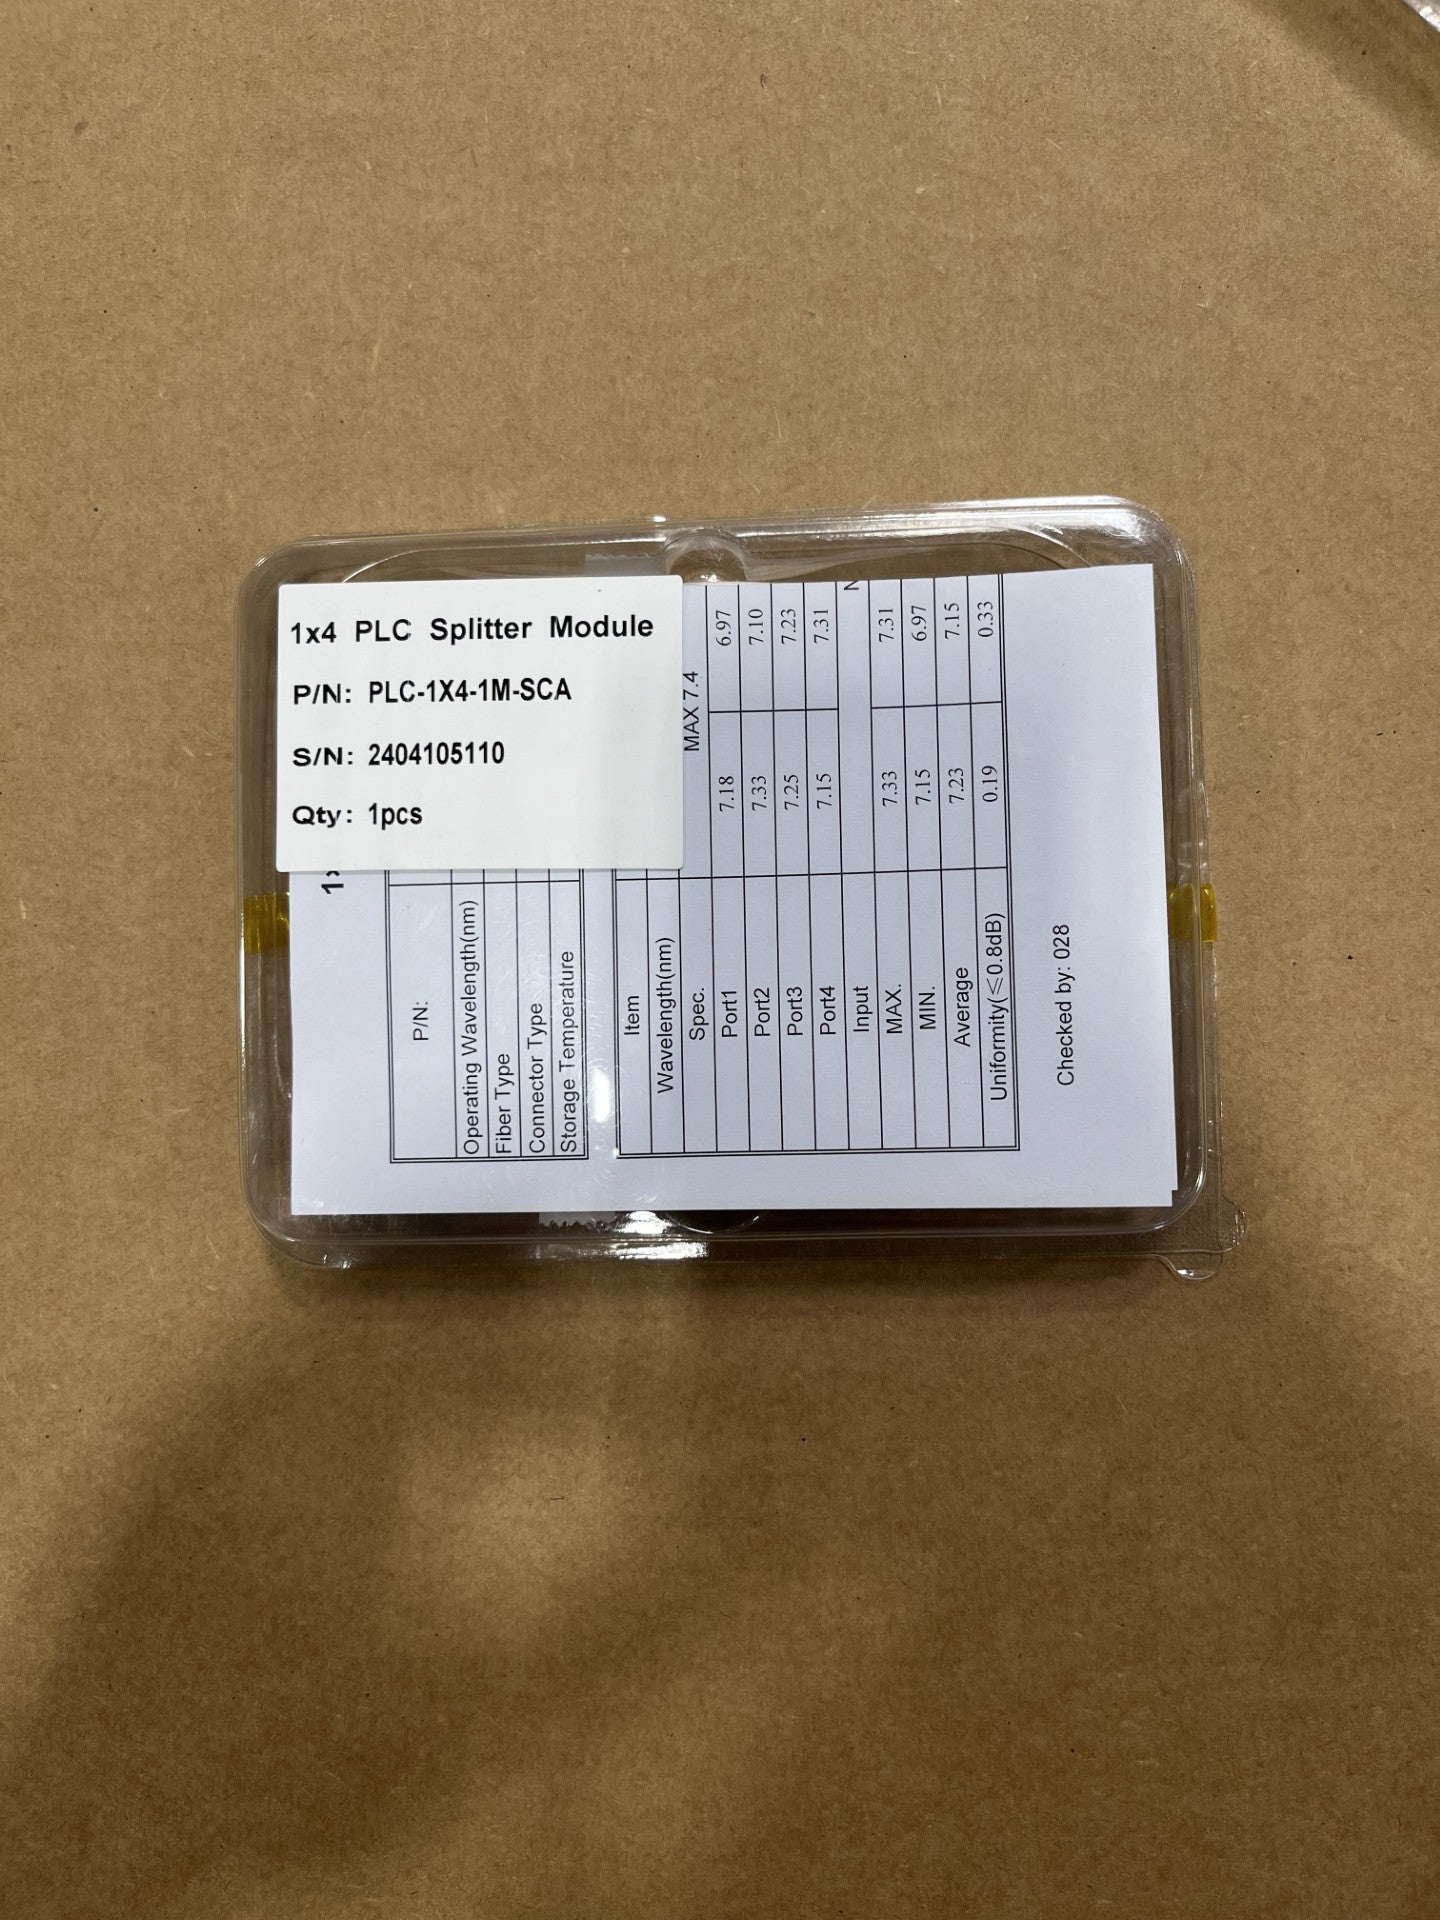 1x4 PLC Splitter Module
P/N: PLC-1X4-1M-SCA
S/N: 2404105110
Qty: 1pcs
P/N:
Operating Wavelength(nm)
Fiber Type
Connector Type
Storage Temperature
Item
Wavelength(nm)
Spec. MAX 7.4
Port1 7.18 6.97
Port2 7.33 7.10
Port3 7.25 7.23
Port4 7.15 7.31
Input N
MAX. 7.33 7.31
MIN. 7.15 6.97
Average 7.23 7.15
Uniformity(≤0.8dB) 0.19 0.33
Checked by: 028